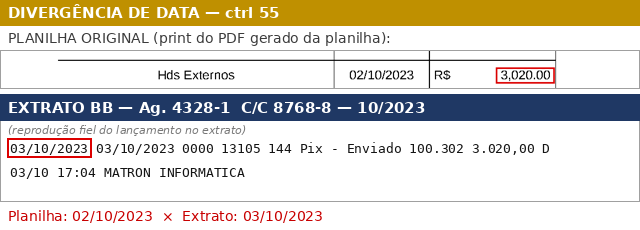 DIVERGÊNCIA DE DATA — ctrl 55
PLANILHA ORIGINAL (print do PDF gerado da planilha):
Hds Externos 02/10/2023 R$ 3,020.00
EXTRATO BB — Ag. 4328-1 C/C 8768-8 — 10/2023
(reprodução fiel do lançamento no extrato)
03/10/2023 03/10/2023 0000 13105 144 Pix - Enviado 100.302 3.020,00 D
03/10 17:04 MATRON INFORMATICA
Planilha: 02/10/2023 × Extrato: 03/10/2023